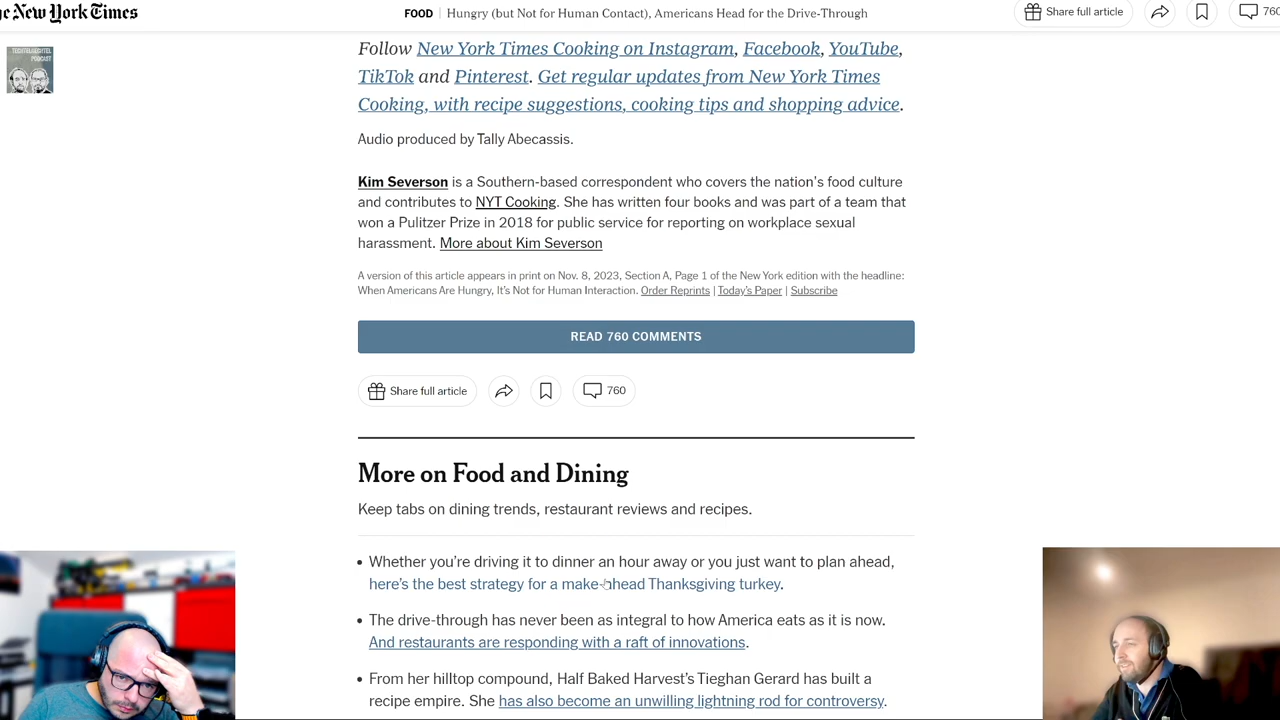 he New York Times
FOOD | Hungry (but Not for Human Contact), Americans Head for the Drive-Through
Share full article
760
TECHTELMECHTEL
PODCAST
Follow New York Times Cooking on Instagram, Facebook, YouTube,
TikTok and Pinterest. Get regular updates from New York Times
Cooking, with recipe suggestions, cooking tips and shopping advice.
Audio produced by Tally Abecassis.
Kim Severson is a Southern-based correspondent who covers the nation's food culture
and contributes to NYT Cooking. She has written four books and was part of a team that
won a Pulitzer Prize in 2018 for public service for reporting on workplace sexual
harassment. More about Kim Severson
A version of this article appears in print on Nov. 8, 2023, Section A, Page 1 of the New York edition with the headline:
When Americans Are Hungry, It's Not for Human Interaction. Order Reprints | Today's Paper | Subscribe
READ 760 COMMENTS
Share full article
760
More on Food and Dining
Keep tabs on dining trends, restaurant reviews and recipes.
• Whether you're driving it to dinner an hour away or you just want to plan ahead,
here's the best strategy for a make-ahead Thanksgiving turkey.
• The drive-through has never been as integral to how America eats as it is now.
And restaurants are responding with a raft of innovations.
• From her hilltop compound, Half Baked Harvest's Tieghan Gerard has built a
recipe empire. She has also become an unwilling lightning rod for controversy.